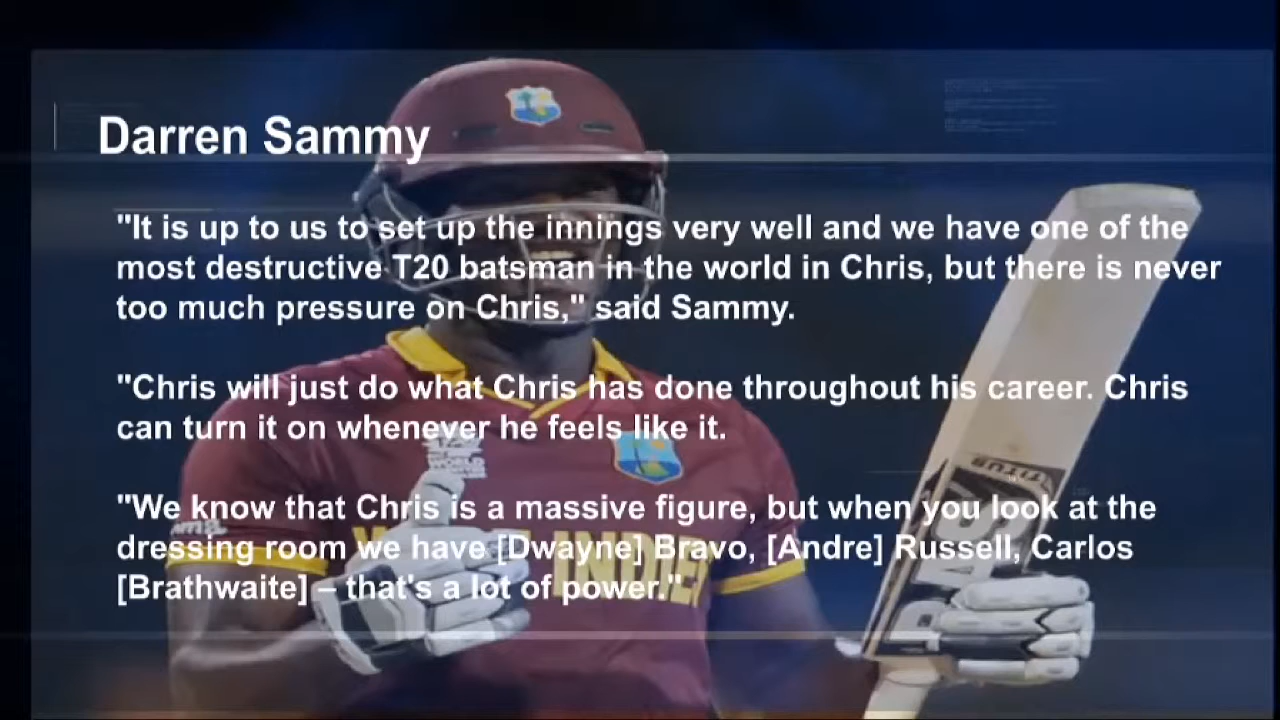 Darren Sammy
"It is up to us to set up the innings very well and we have one of the
most destructive T20 batsman in the world in Chris, but there is never
too much pressure on Chris," said Sammy.
"Chris will just do what Chris has done throughout his career. Chris
can turn it on whenever he feels like it.
"We know that Chris is a massive figure, but when you look at the
dressing room we have [Dwayne] Bravo, [Andre] Russell, Carlos
[Brathwaite] – that's a lot of power."